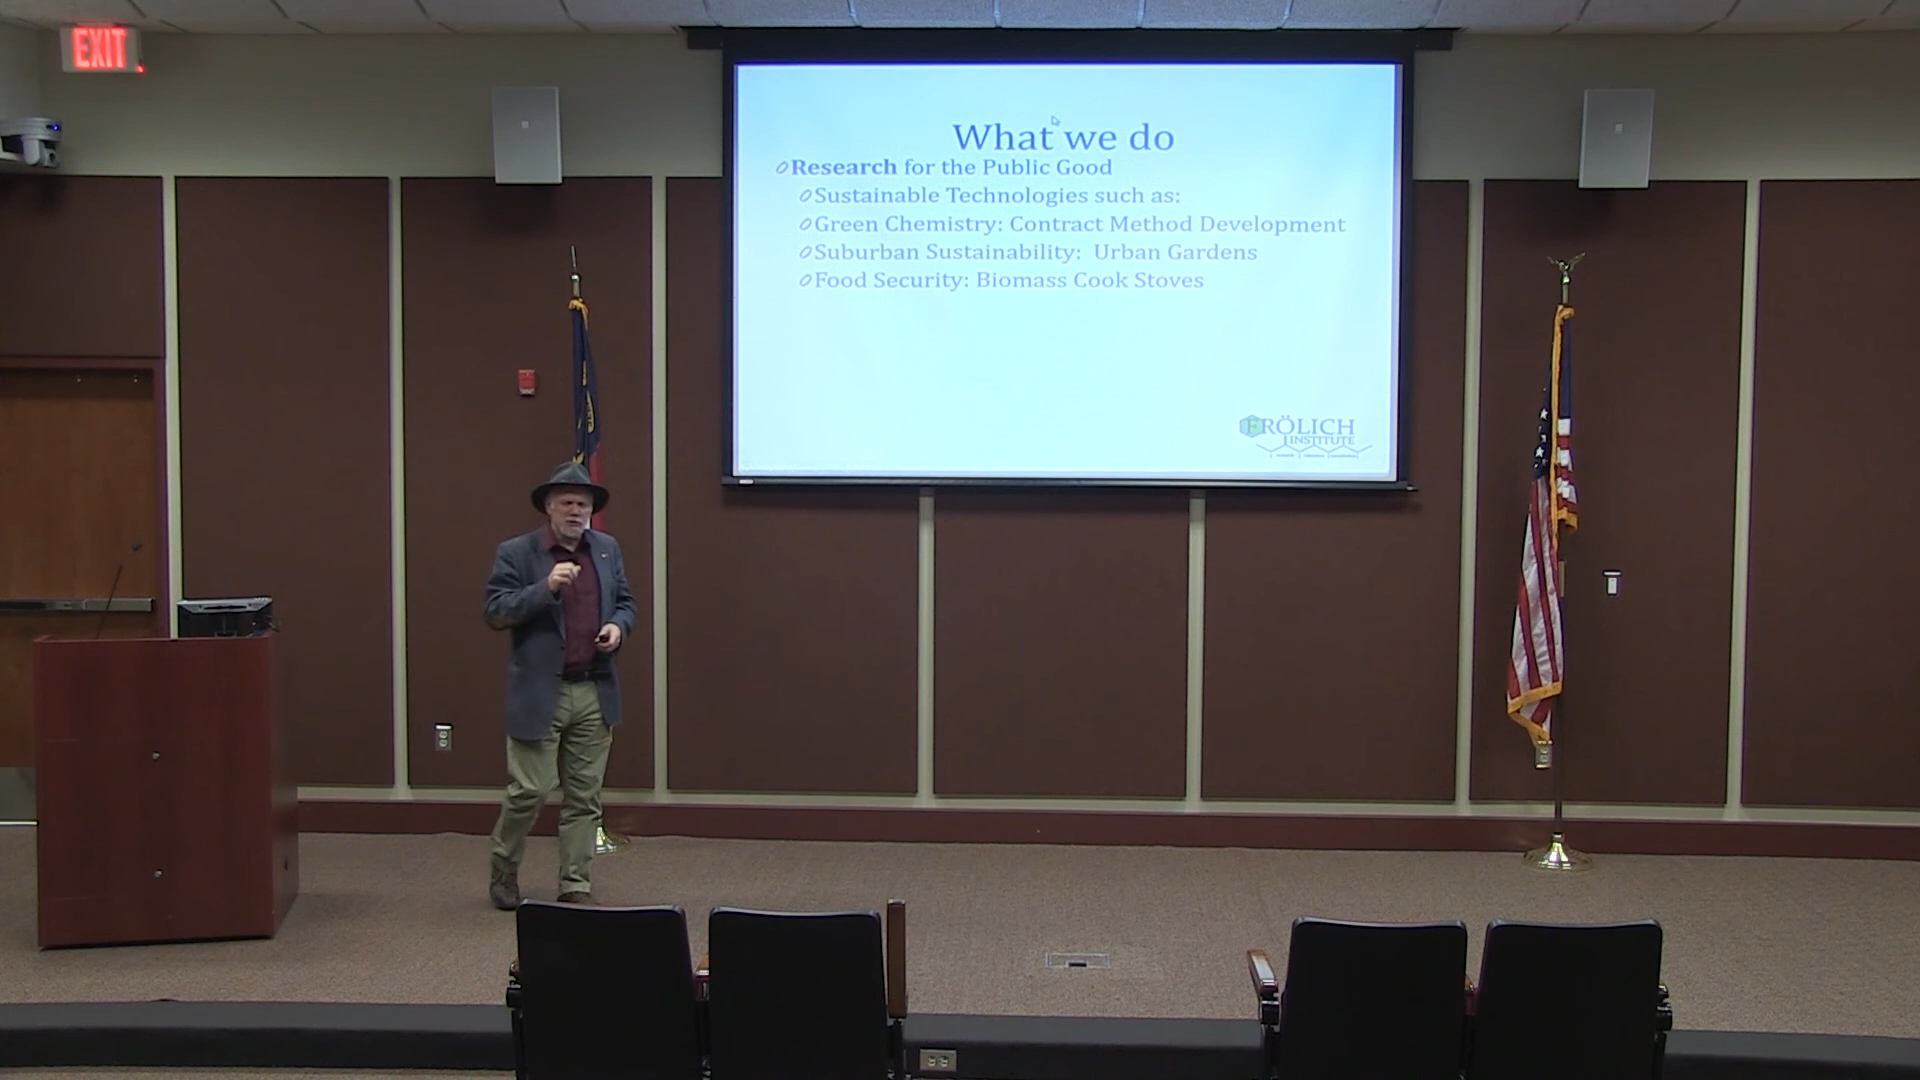 EXIT
What we do
Research for the Public Good
Sustainable Technologies such as:
Green Chemistry: Contract Method Development
Suburban Sustainability: Urban Gardens
Food Security: Biomass Cook Stoves
FRÖLICH
INSTITUTE